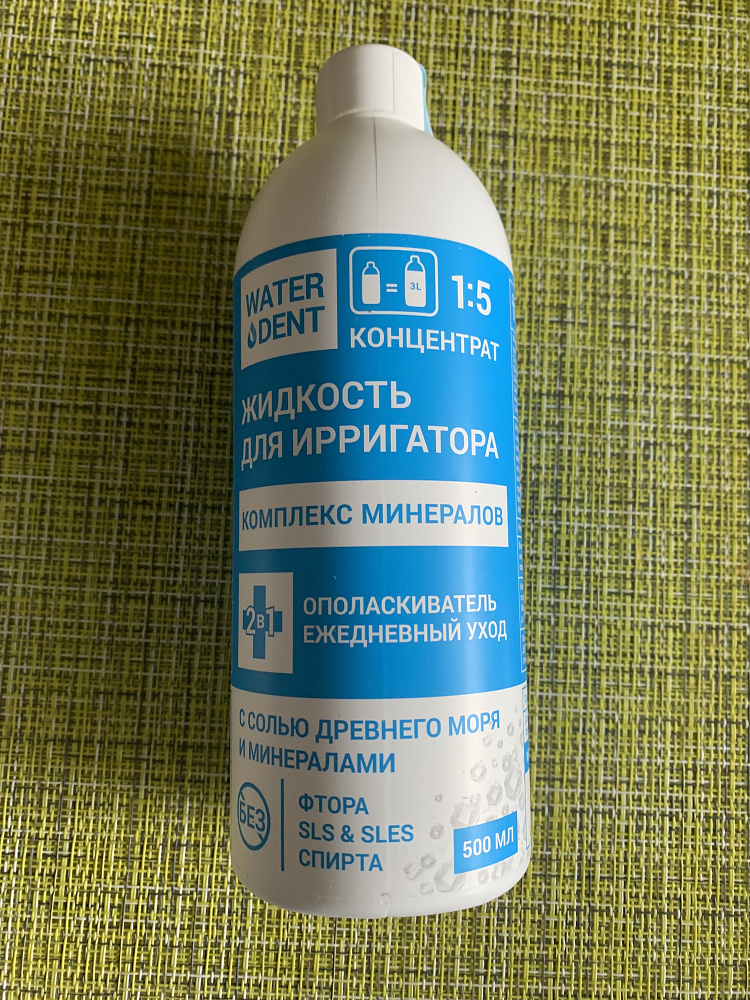 WATER
DENT
=
3L
1:5
КОНЦЕНТРАТ
ЖИДКОСТЬ
ДЛЯ ИРРИГАТОРА
КОМПЛЕКС МИНЕРАЛОВ
2в1
ОПОЛАСКИВАТЕЛЬ
ЕЖЕДНЕВНЫЙ УХОД
С СОЛЬЮ ДРЕВНЕГО МОРЯ
И МИНЕРАЛАМИ
БЕЗ
ФТОРА
SLS & SLES
СПИРТА
500 МЛ